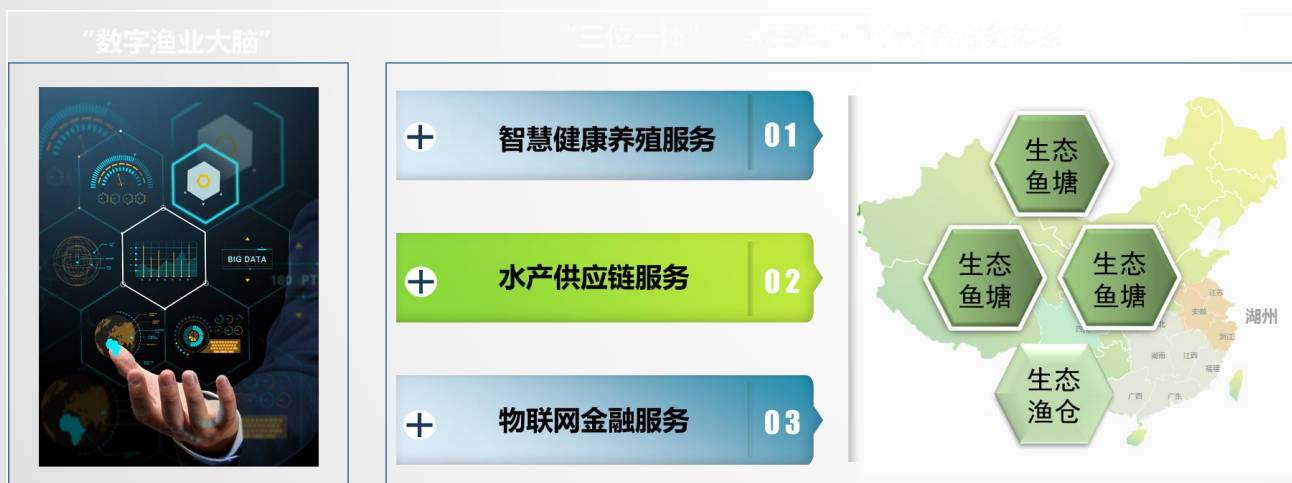 “数字渔业大脑”
“三位一体”
BIG DATA
180 PT
智慧健康养殖服务 01
水产供应链服务 02
物联网金融服务 03
生态
鱼塘
生态
鱼塘
生态
鱼塘
生态
渔仓
江苏
安徽
湖州
浙江
湖南
江西
福建
广西
广东